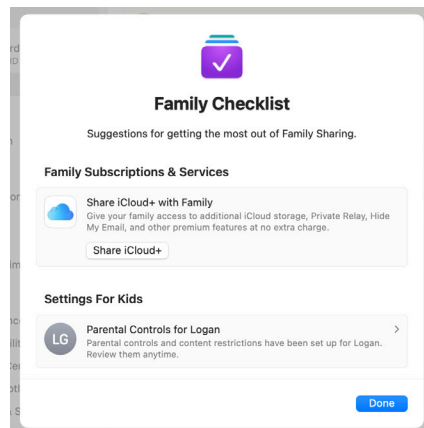 Family Checklist
Suggestions for getting the most out of Family Sharing.
Family Subscriptions & Services
Share iCloud+ with Family
Give your family access to additional iCloud storage, Private Relay, Hide
My Email, and other premium features at no extra charge.
Share iCloud+
Settings For Kids
LG
Parental Controls for Logan
Parental controls and content restrictions have been set up for Logan.
Review them anytime.
Done